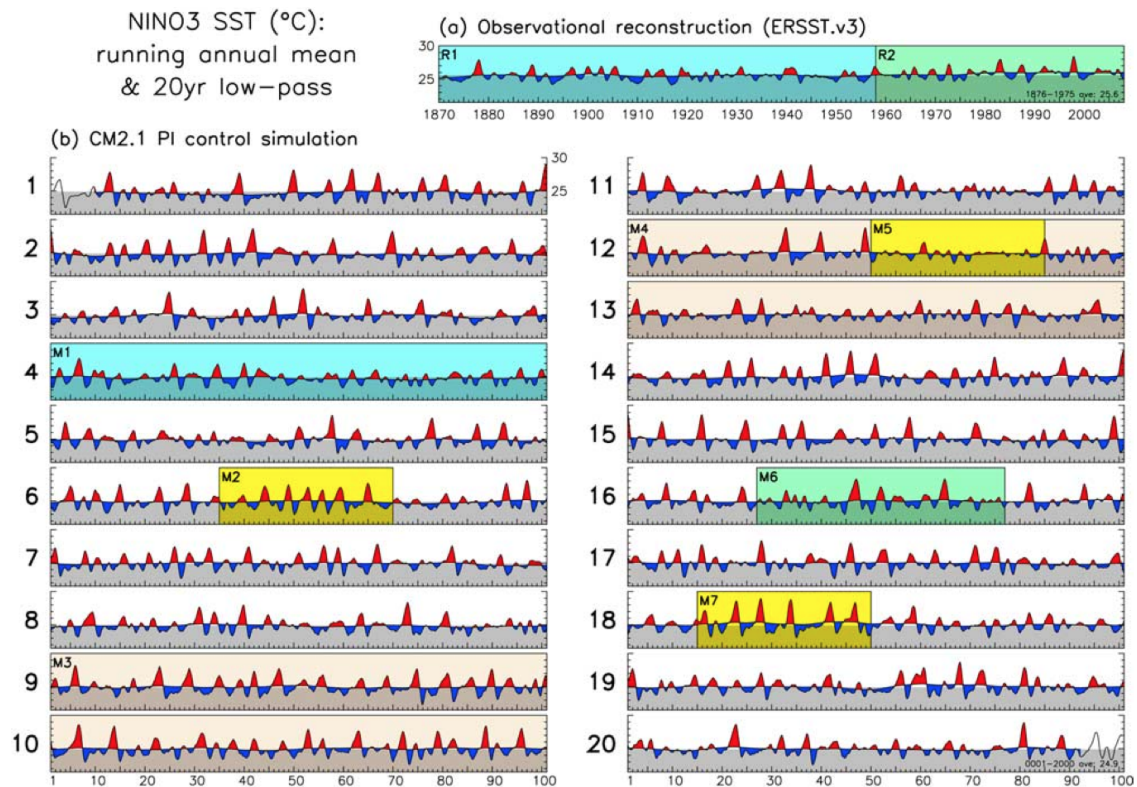 NINO3 SST (°C):
running annual mean
& 20yr low-pass
(a) Observational reconstruction (ERSST.v3)
30
25
R1
R2
1876-1975 ave: 25.6
1870 1880 1890 1900 1910 1920 1930 1940 1950 1960 1970 1980 1990 2000
(b) CM2.1 PI control simulation
1
30
25
2
3
M1
4
5
M2
6
7
8
M3
9
10
1 10 20 30 40 50 60 70 80 90 100
11
M4
M5
12
13
14
15
M6
16
17
M7
18
19
20
0001-2000 ave: 24.9
1 10 20 30 40 50 60 70 80 90 100